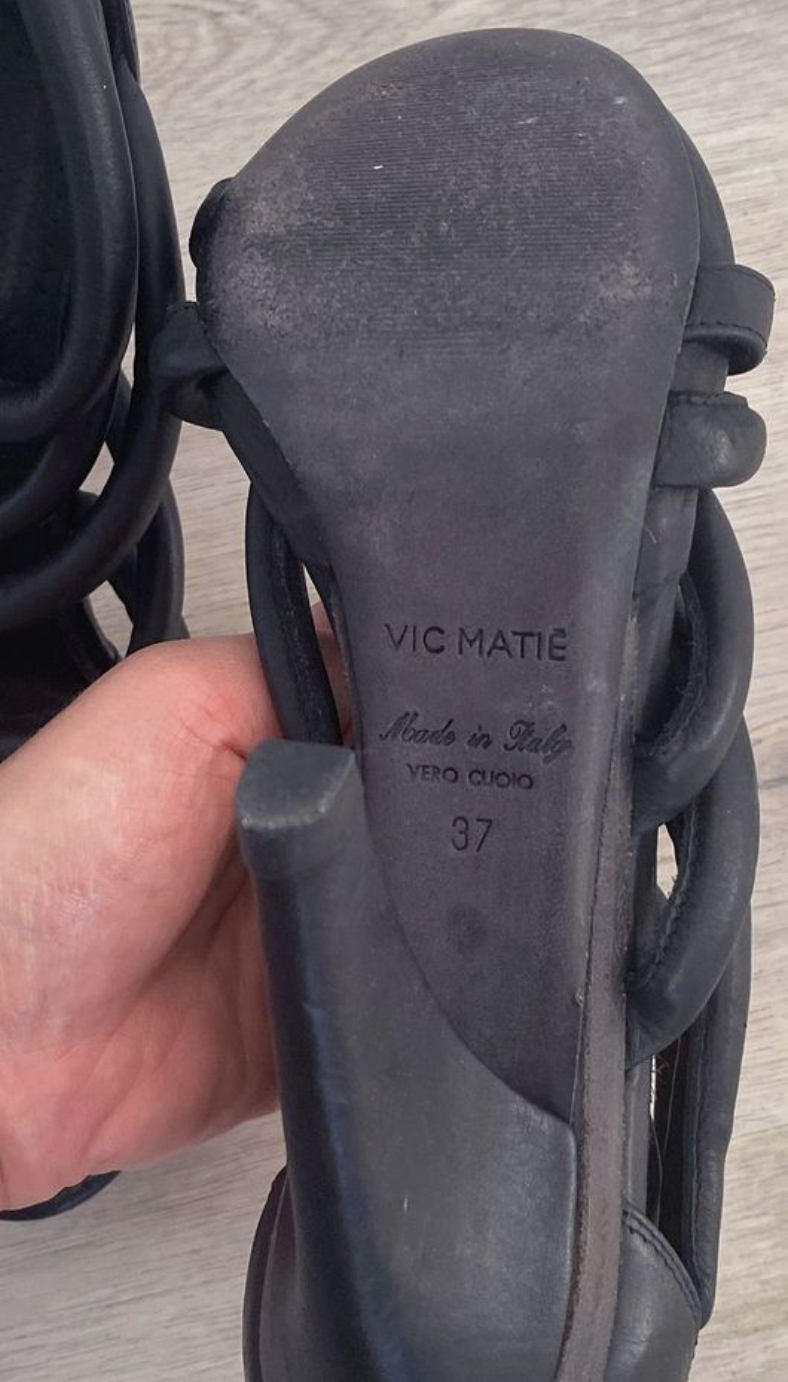 VIC MATIĒ
Made in Italy
VERO CUOIO
37